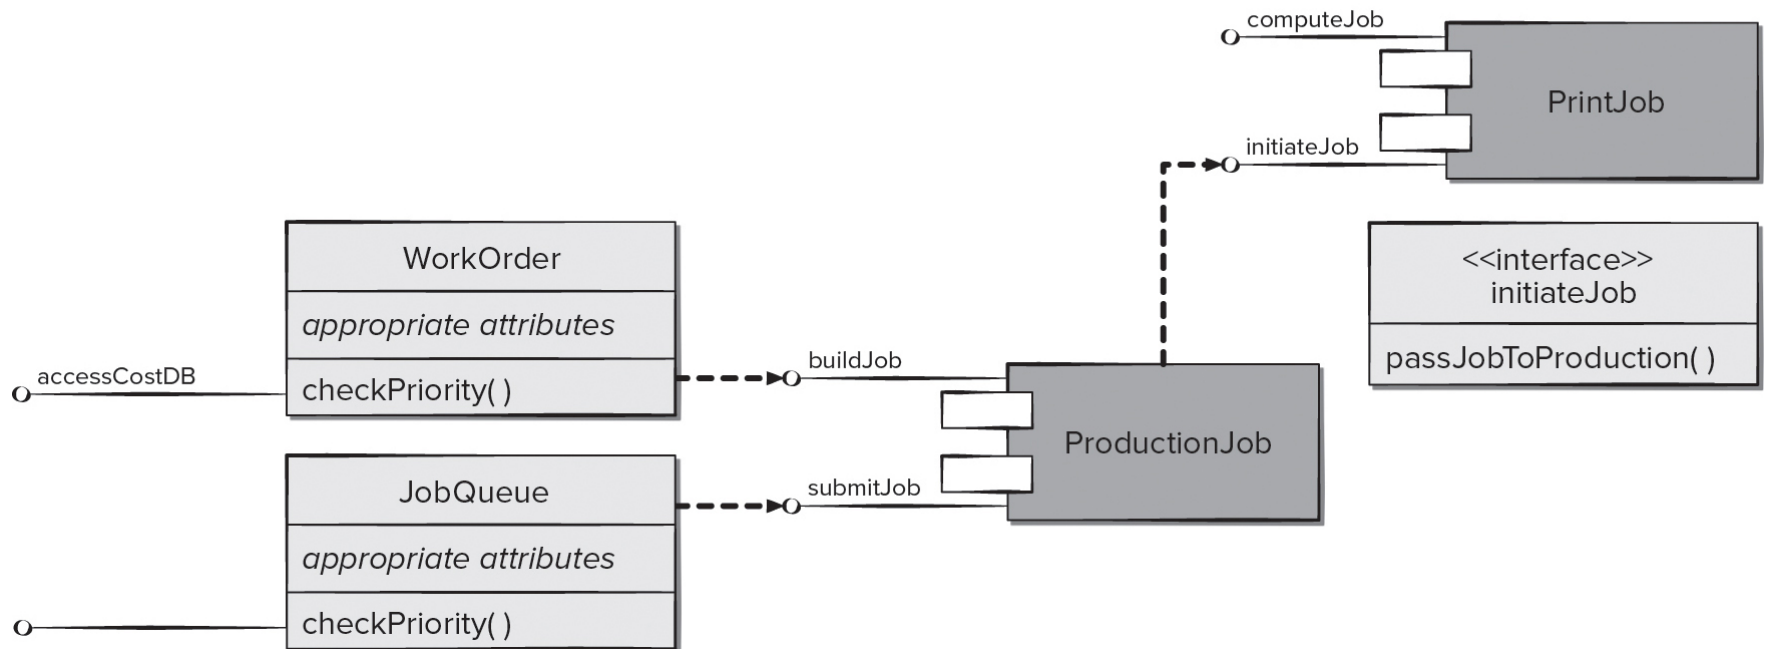 computeJob
PrintJob
initiateJob
WorkOrder
<<interface>>
initiateJob
appropriate attributes
passJobToProduction( )
buildJob
accessCostDB
checkPriority( )
ProductionJob
JobQueue
submitJob
appropriate attributes
checkPriority( )